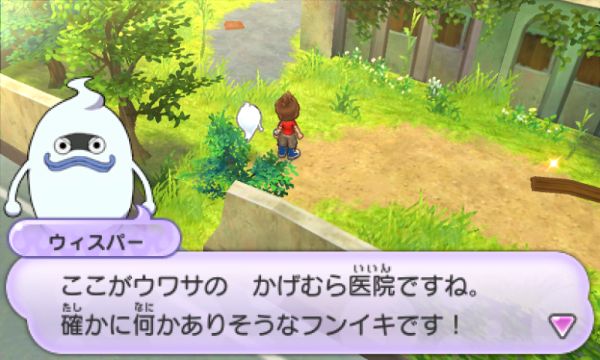 ウィスパー
ここがウワサの　かげむら医院ですね。
確かに何かありそうなフンイキです！